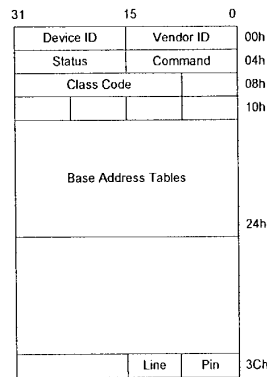 31 15 0
Device ID Vendor ID 00h
Status Command 04h
Class Code 08h
10h
Base Address Tables
24h
Line Pin 3Ch